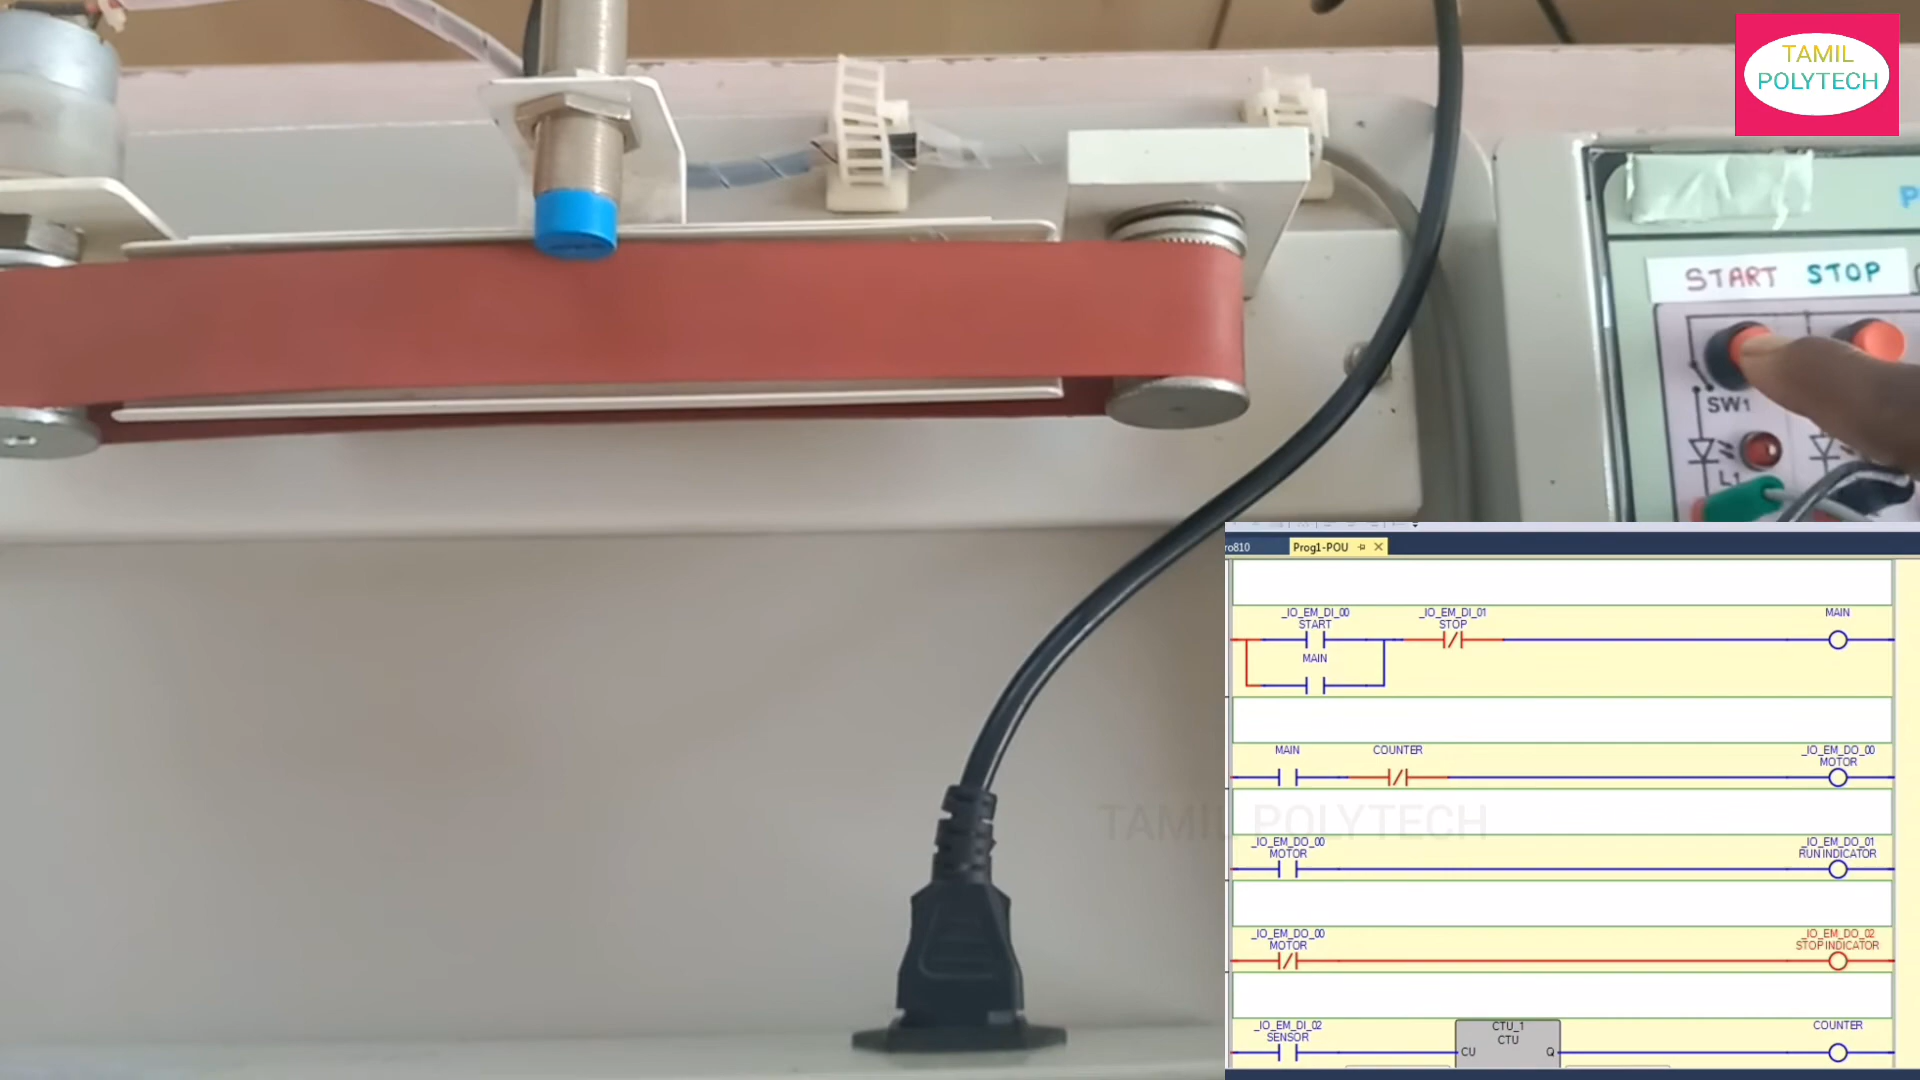 TAMIL
POLYTECH
P
START STOP
SW1
L1
ro810
Prog1-POU
_IO_EM_DI_00
START
_IO_EM_DI_01
STOP
MAIN
MAIN
MAIN
COUNTER
_IO_EM_DO_00
MOTOR
TAMIL POLYTECH
_IO_EM_DO_00
MOTOR
_IO_EM_DO_01
RUN INDICATOR
_IO_EM_DO_00
MOTOR
_IO_EM_DO_02
STOP INDICATOR
_IO_EM_DI_02
SENSOR
CTU_1
CTU
CU
Q
COUNTER